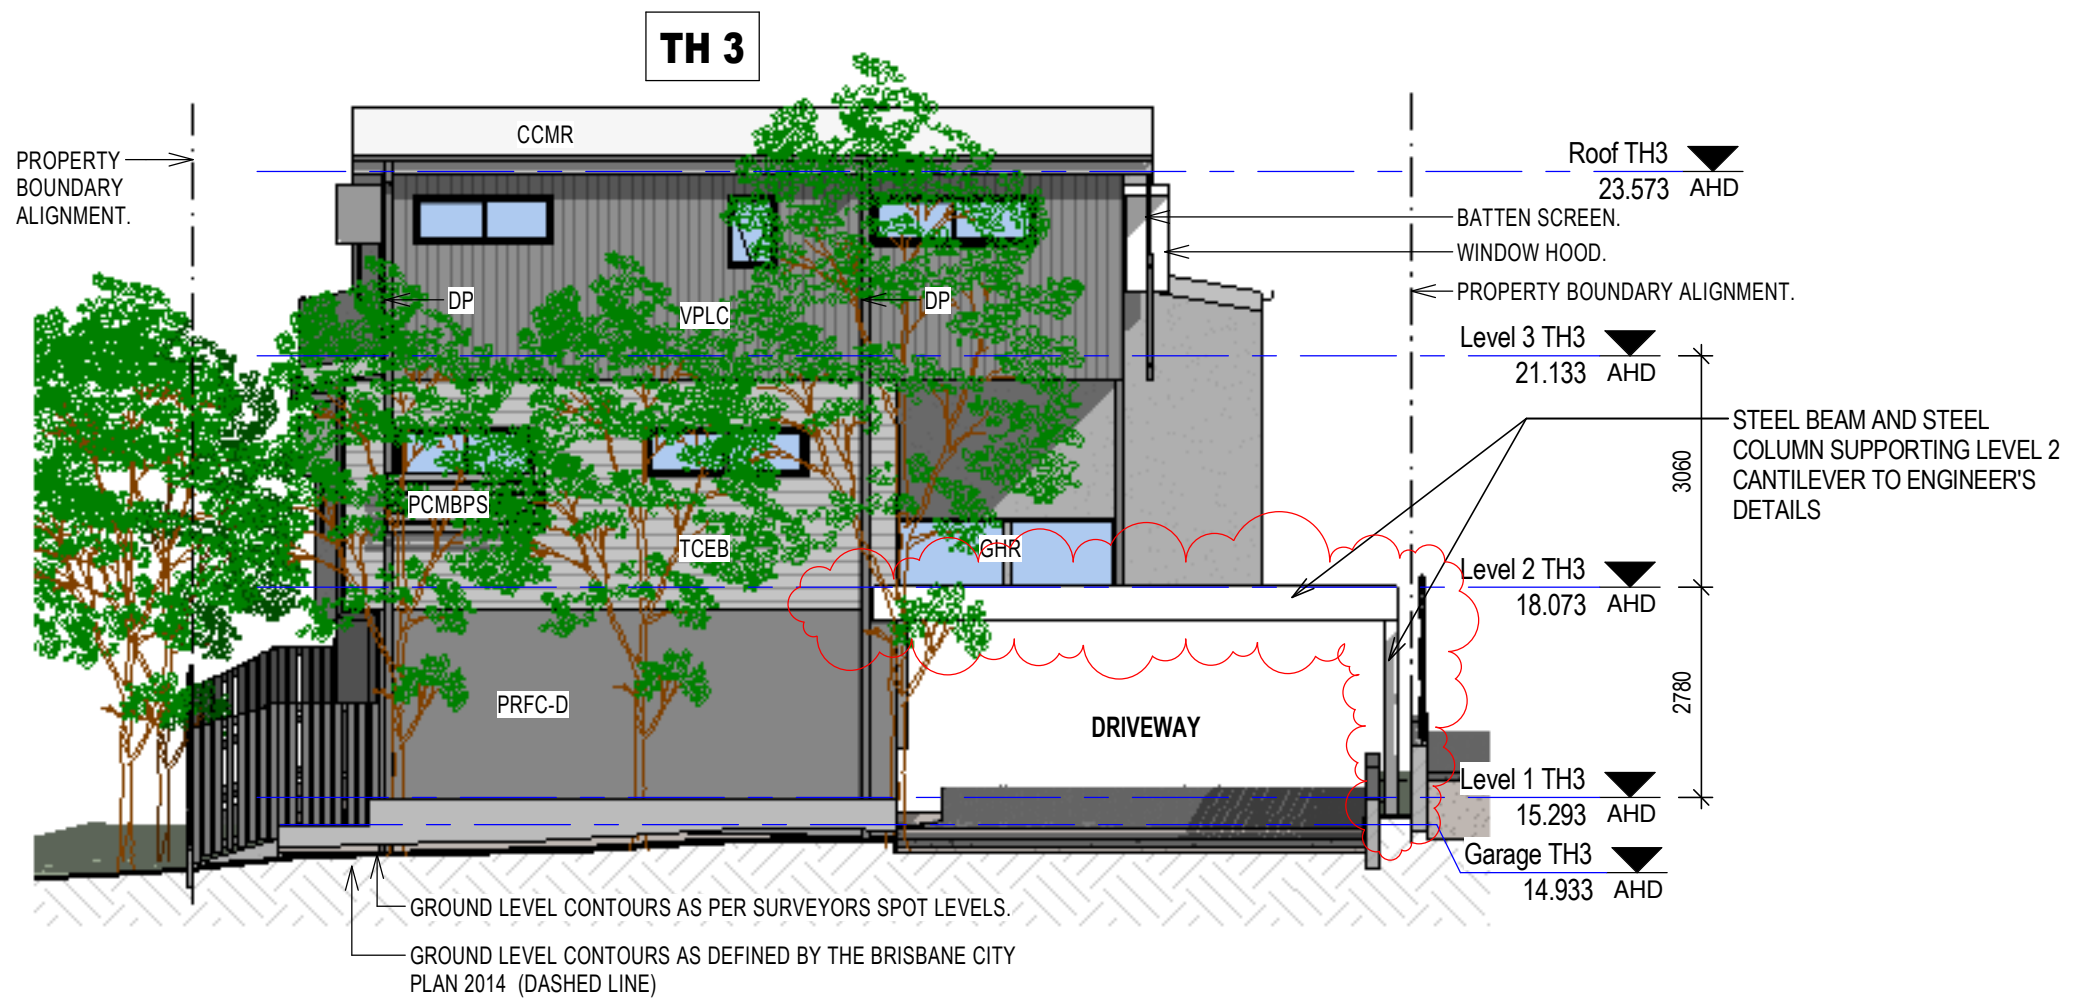 TH 3
CCMR
PROPERTY
BOUNDARY
ALIGNMENT.
Roof TH3
23.573 AHD
BATTEN SCREEN.
WINDOW HOOD.
PROPERTY BOUNDARY ALIGNMENT.
DP
VPLC
DP
Level 3 TH3
21.133 AHD
STEEL BEAM AND STEEL
COLUMN SUPPORTING LEVEL 2
CANTILEVER TO ENGINEER'S
DETAILS
3060
PCMBPS
TCEB
GHR
Level 2 TH3
18.073 AHD
2780
PRFC-D
DRIVEWAY
Level 1 TH3
15.293 AHD
Garage TH3
14.933 AHD
GROUND LEVEL CONTOURS AS PER SURVEYORS SPOT LEVELS.
GROUND LEVEL CONTOURS AS DEFINED BY THE BRISBANE CITY
PLAN 2014 (DASHED LINE)